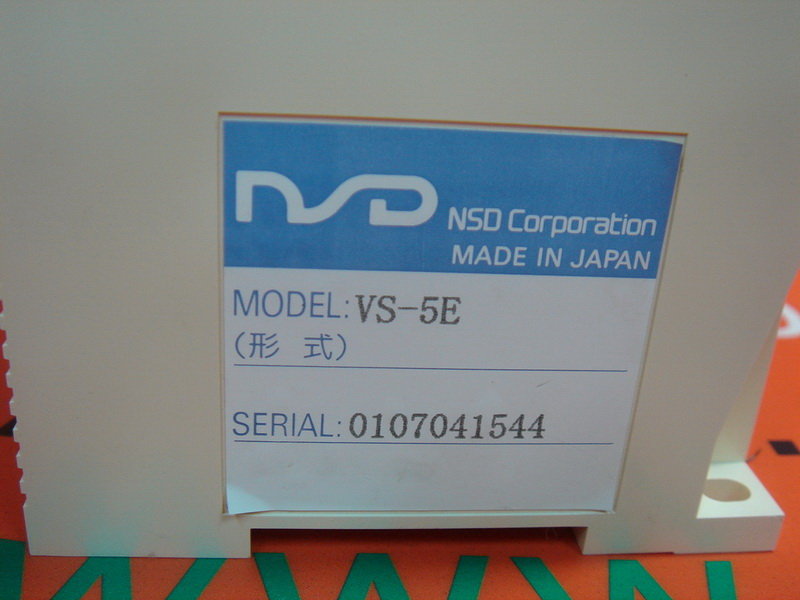 NSD
NSD Corporation
MADE IN JAPAN
MODEL: VS-5E
(形 式)
SERIAL: 0107041544